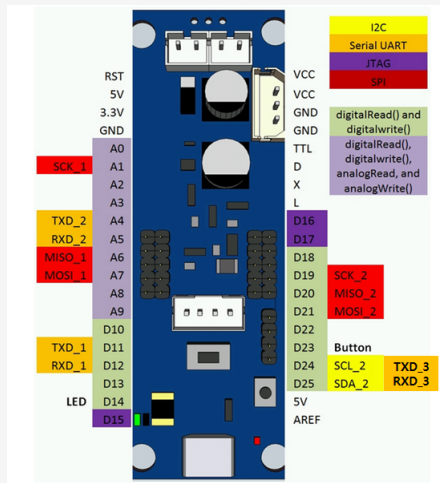 I2C
Serial UART
JTAG
SPI
digitalRead() and
digitalwrite()
digitalRead(),
digitalwrite(),
analogRead, and
analogWrite()
RST
5V
3.3V
GND
A0
SCK_1 A1
A2
A3
TXD_2 A4
RXD_2 A5
MISO_1 A6
MOSI_1 A7
A8
A9
D10
TXD_1 D11
RXD_1 D12
D13
LED D14
D15
VCC
VCC
GND
GND
TTL
D
X
L
D16
D17
D18
D19 SCK_2
D20 MISO_2
D21 MOSI_2
D22
D23 Button
D24 SCL_2 TXD_3
D25 SDA_2 RXD_3
5V
AREF